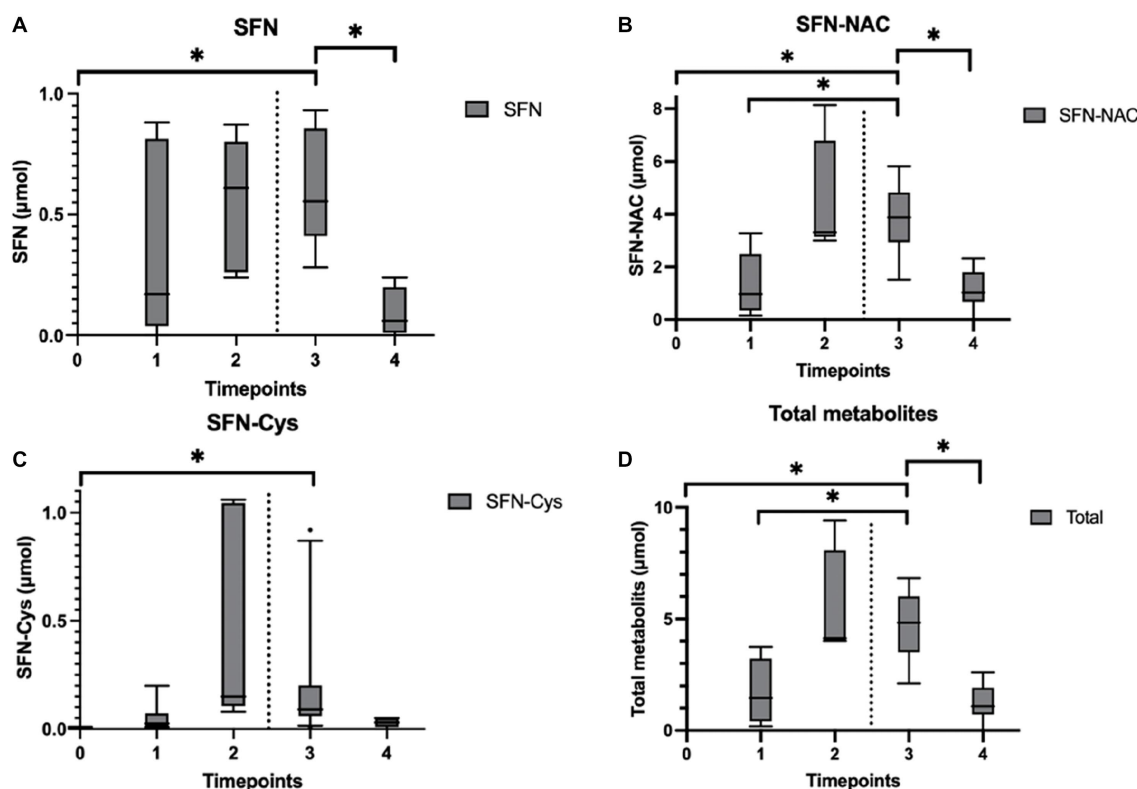 A
SFN
*
*
1.0
0.5
0.0
SFN (µmol)
SFN
0
1
2
3
4
Timepoints
B
SFN-NAC
*
*
*
8
6
4
2
0
SFN-NAC (µmol)
SFN-NAC
0
1
2
3
4
Timepoints
C
SFN-Cys
*
1.0
0.5
0.0
SFN-Cys (µmol)
SFN-Cys
0
1
2
3
4
Timepoints
D
Total metabolites
*
*
*
10
5
0
Total metabolits (µmol)
Total
0
1
2
3
4
Timepoints